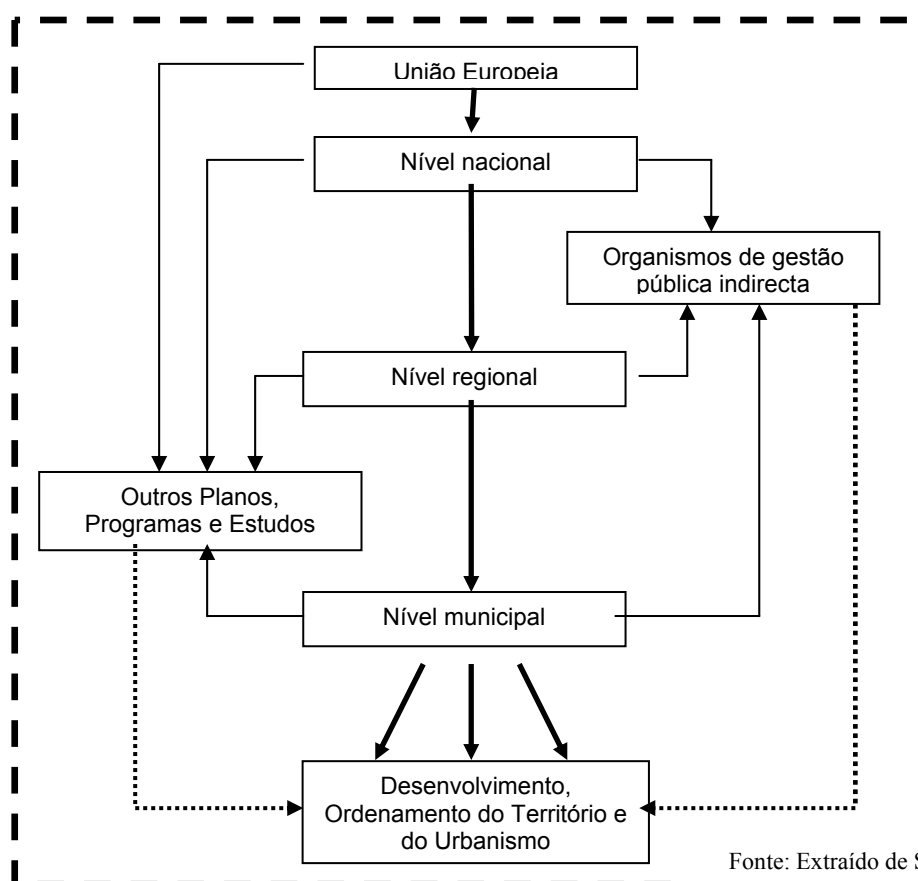 União Europeia
Nível nacional
Organismos de gestão
pública indirecta
Nível regional
Outros Planos,
Programas e Estudos
Nível municipal
Desenvolvimento,
Ordenamento do Território e
do Urbanismo
Fonte: Extraído de